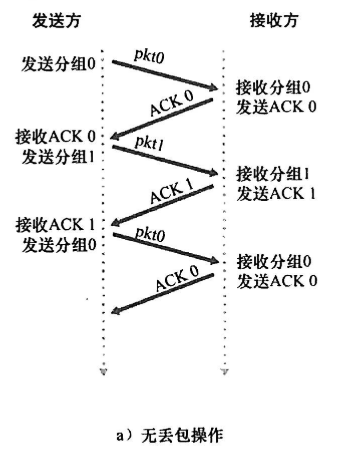 发送方 接收方
发送分组0
pkt0
接收分组0
发送ACK 0
ACK 0
接收ACK 0
发送分组1
pkt1
接收分组1
发送ACK 1
ACK 1
接收ACK 1
发送分组0
pkt0
接收分组0
发送ACK 0
ACK 0
a）无丢包操作